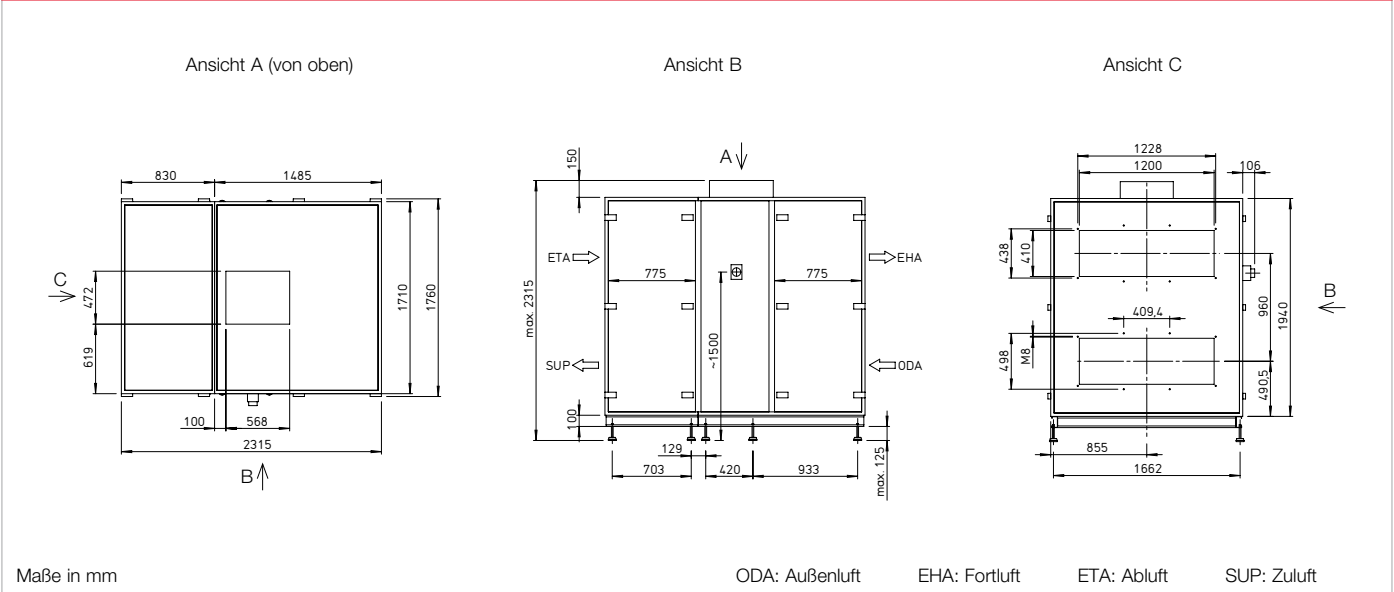 Ansicht A (von oben)
Ansicht B
Ansicht C
830
1485
C
472
619
1710
1760
100
568
2315
B
A
150
max. 2315
ETA
EHA
775
775
~1500
SUP
ODA
100
129
703
420
933
max. 125
1228
1200
106
438
410
409,4
960
1940
B
498
M8
490,5
855
1662
Maße in mm
ODA: Außenluft
EHA: Fortluft
ETA: Abluft
SUP: Zuluft